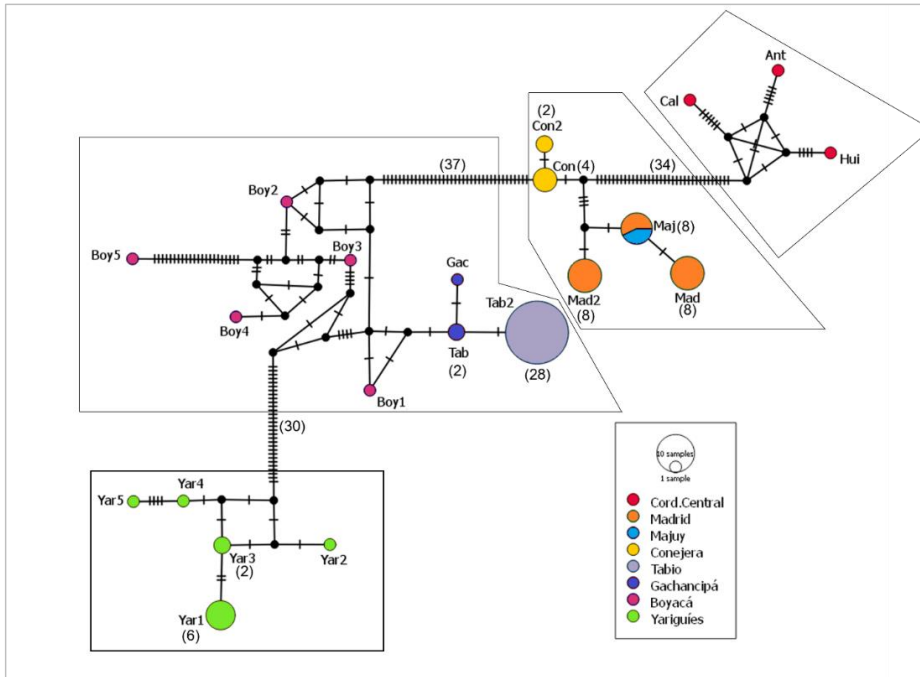 Ant
Cal
Hui
(2)
Con2
Con(4)
(37)
(34)
Boy2
Boy3
Boy5
Boy4
Maj(8)
Gac
Tab2
Mad2
(8)
Mad
(8)
Tab
(2)
(28)
Boy1
(30)
Yar5
Yar4
Yar3
(2)
Yar2
Yar1
(6)
10 samples
1 sample
Cord.Central
Madrid
Majuy
Conejera
Tabio
Gachancipá
Boyacá
Yariguíes